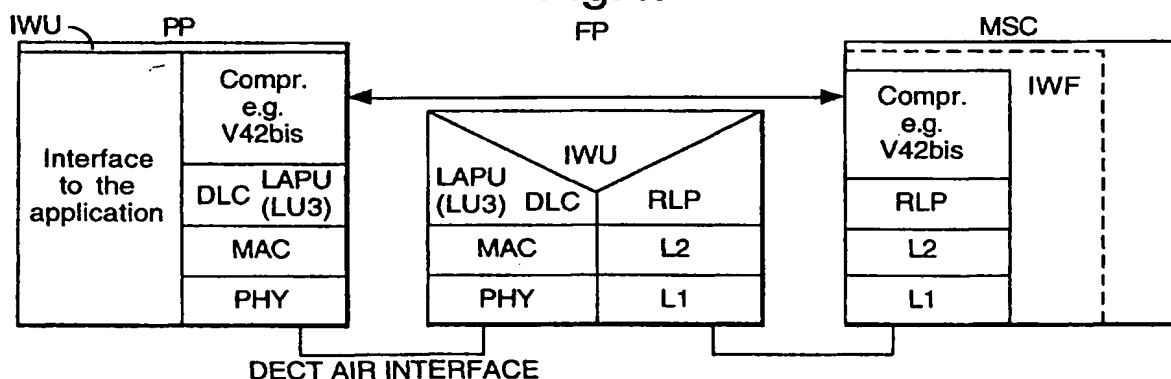 IWU
PP
FP
MSC
Interface
to the
application
Compr.
e.g.
V42bis
DLC LAPU
(LU3)
MAC
PHY
IWU
LAPU
(LU3) DLC
RLP
MAC
L2
PHY
L1
IWF
Compr.
e.g.
V42bis
RLP
L2
L1
DECT AIR INTERFACE